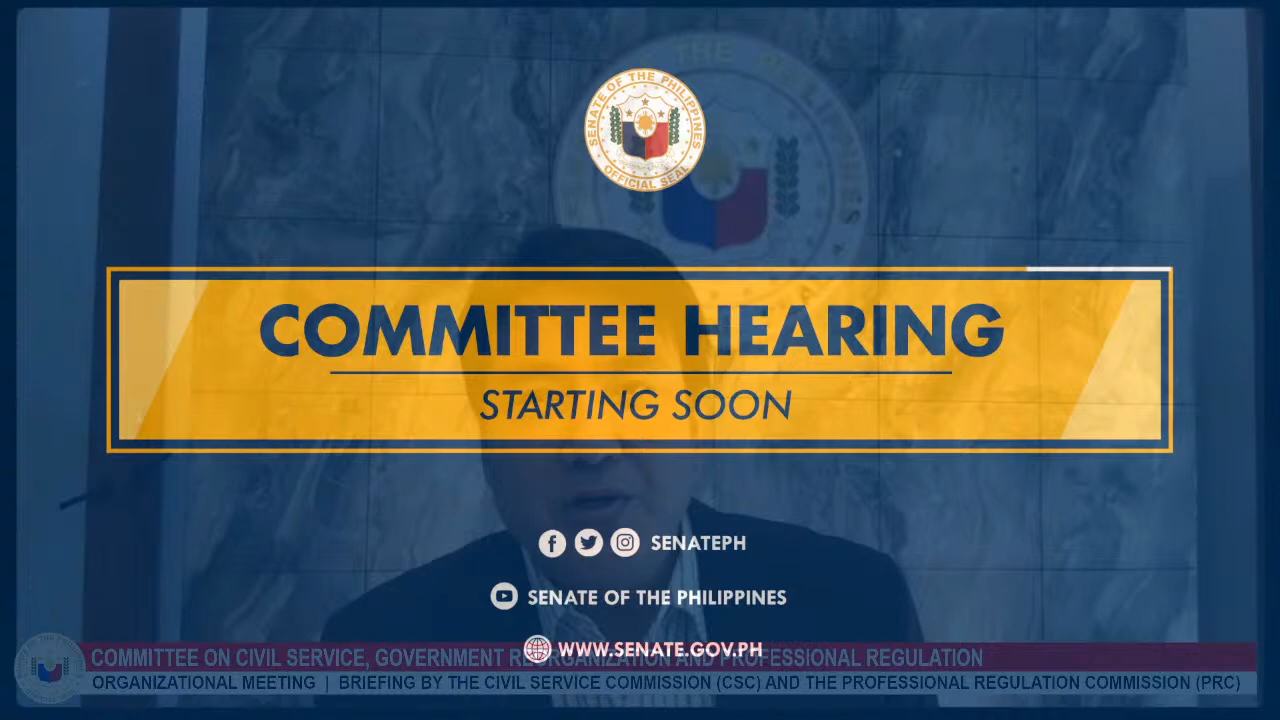 SENATE OF THE PHILIPPINES
OFFICIAL SEAL
THE PHILIPPINES
COMMITTEE HEARING
STARTING SOON
SENATEPH
SENATE OF THE PHILIPPINES
WWW.SENATE.GOV.PH
COMMITTEE ON CIVIL SERVICE, GOVERNMENT REORGANIZATION AND PROFESSIONAL REGULATION
ORGANIZATIONAL MEETING | BRIEFING BY THE CIVIL SERVICE COMMISSION (CSC) AND THE PROFESSIONAL REGULATION COMMISSION (PRC)